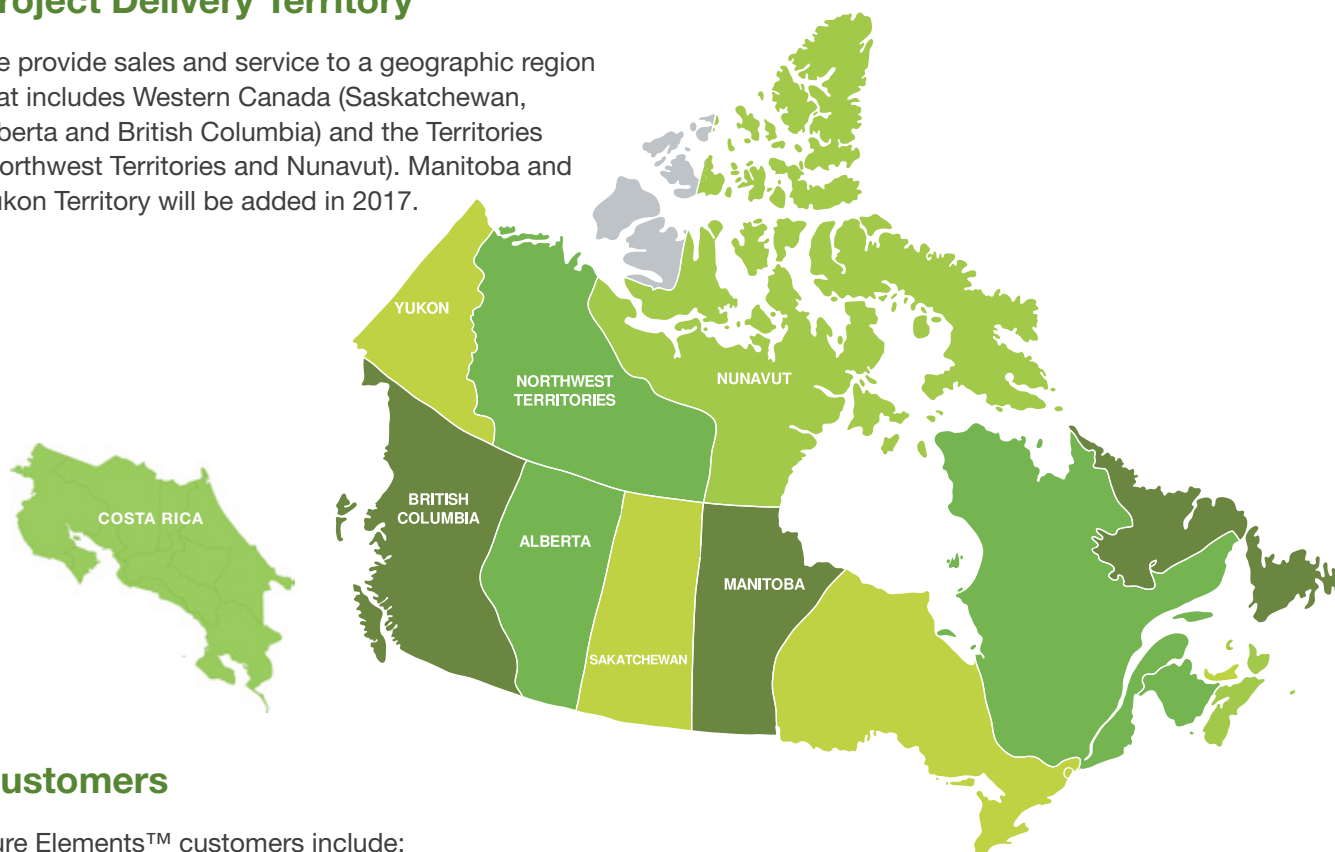 roject Delivery Territory
e provide sales and service to a geographic region
at includes Western Canada (Saskatchewan,
berta and British Columbia) and the Territories
orthwest Territories and Nunavut). Manitoba and
ukon Territory will be added in 2017.
YUKON
NORTHWEST
TERRITORIES
NUNAVUT
BRITISH
COLUMBIA
COSTA RICA
ALBERTA
MANITOBA
SAKATCHEWAN
ustomers
ure Elements™ customers include: